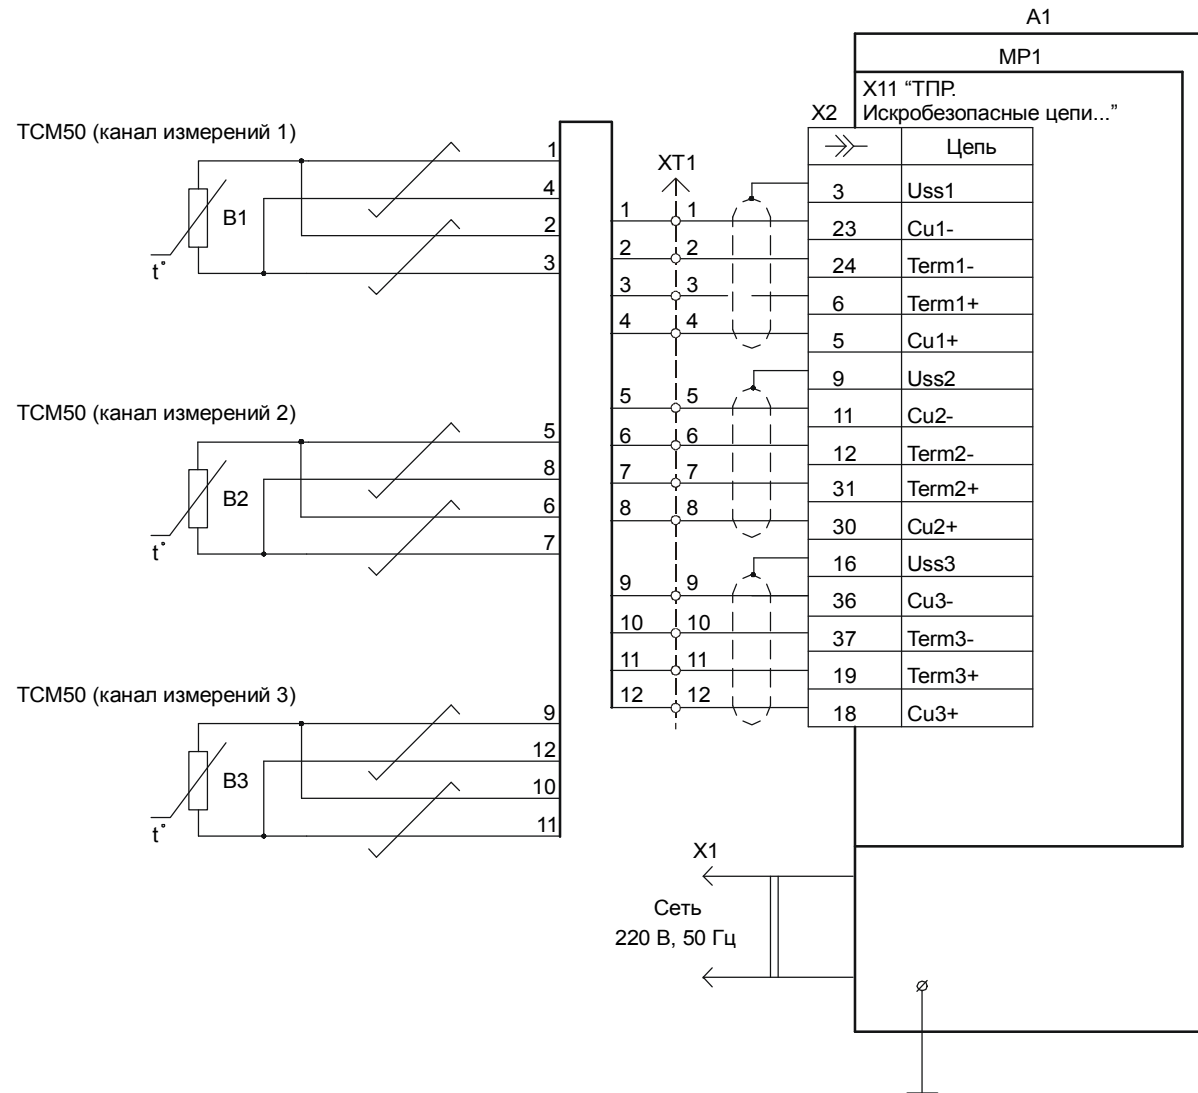 A1
MP1
X11 “ТПР.
X2 Искробезопасные цепи...”
Цепь
ТСМ50 (канал измерений 1)
B1
t°
1
4
2
3
XT1
1 1
2 2
3 3
4 4
3 Uss1
23 Cu1-
24 Term1-
6 Term1+
5 Cu1+
ТСМ50 (канал измерений 2)
B2
t°
5
8
6
7
5 5
6 6
7 7
8 8
9 Uss2
11 Cu2-
12 Term2-
31 Term2+
30 Cu2+
ТСМ50 (канал измерений 3)
B3
t°
9
12
10
11
9 9
10 10
11 11
12 12
16 Uss3
36 Cu3-
37 Term3-
19 Term3+
18 Cu3+
X1
Сеть
220 В, 50 Гц